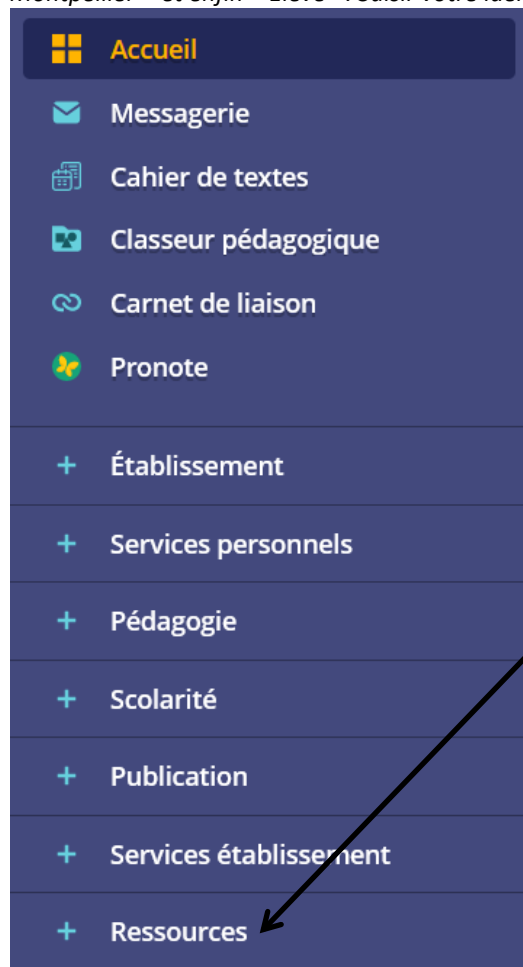 Accueil
Messagerie
Cahier de textes
Classeur pédagogique
Carnet de liaison
Pronote
+ Établissement
+ Services personnels
+ Pédagogie
+ Scolarité
+ Publication
+ Services établissement
+ Ressources